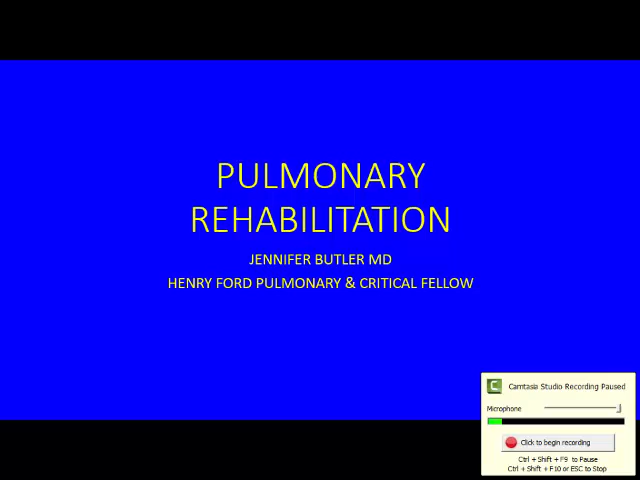 PULMONARY
REHABILITATION
JENNIFER BUTLER MD
HENRY FORD PULMONARY & CRITICAL FELLOW
Camtasia Studio Recording Paused
Microphone
Click to begin recording
Ctrl + Shift + F9 to Pause
Ctrl + Shift + F10 or ESC to Stop